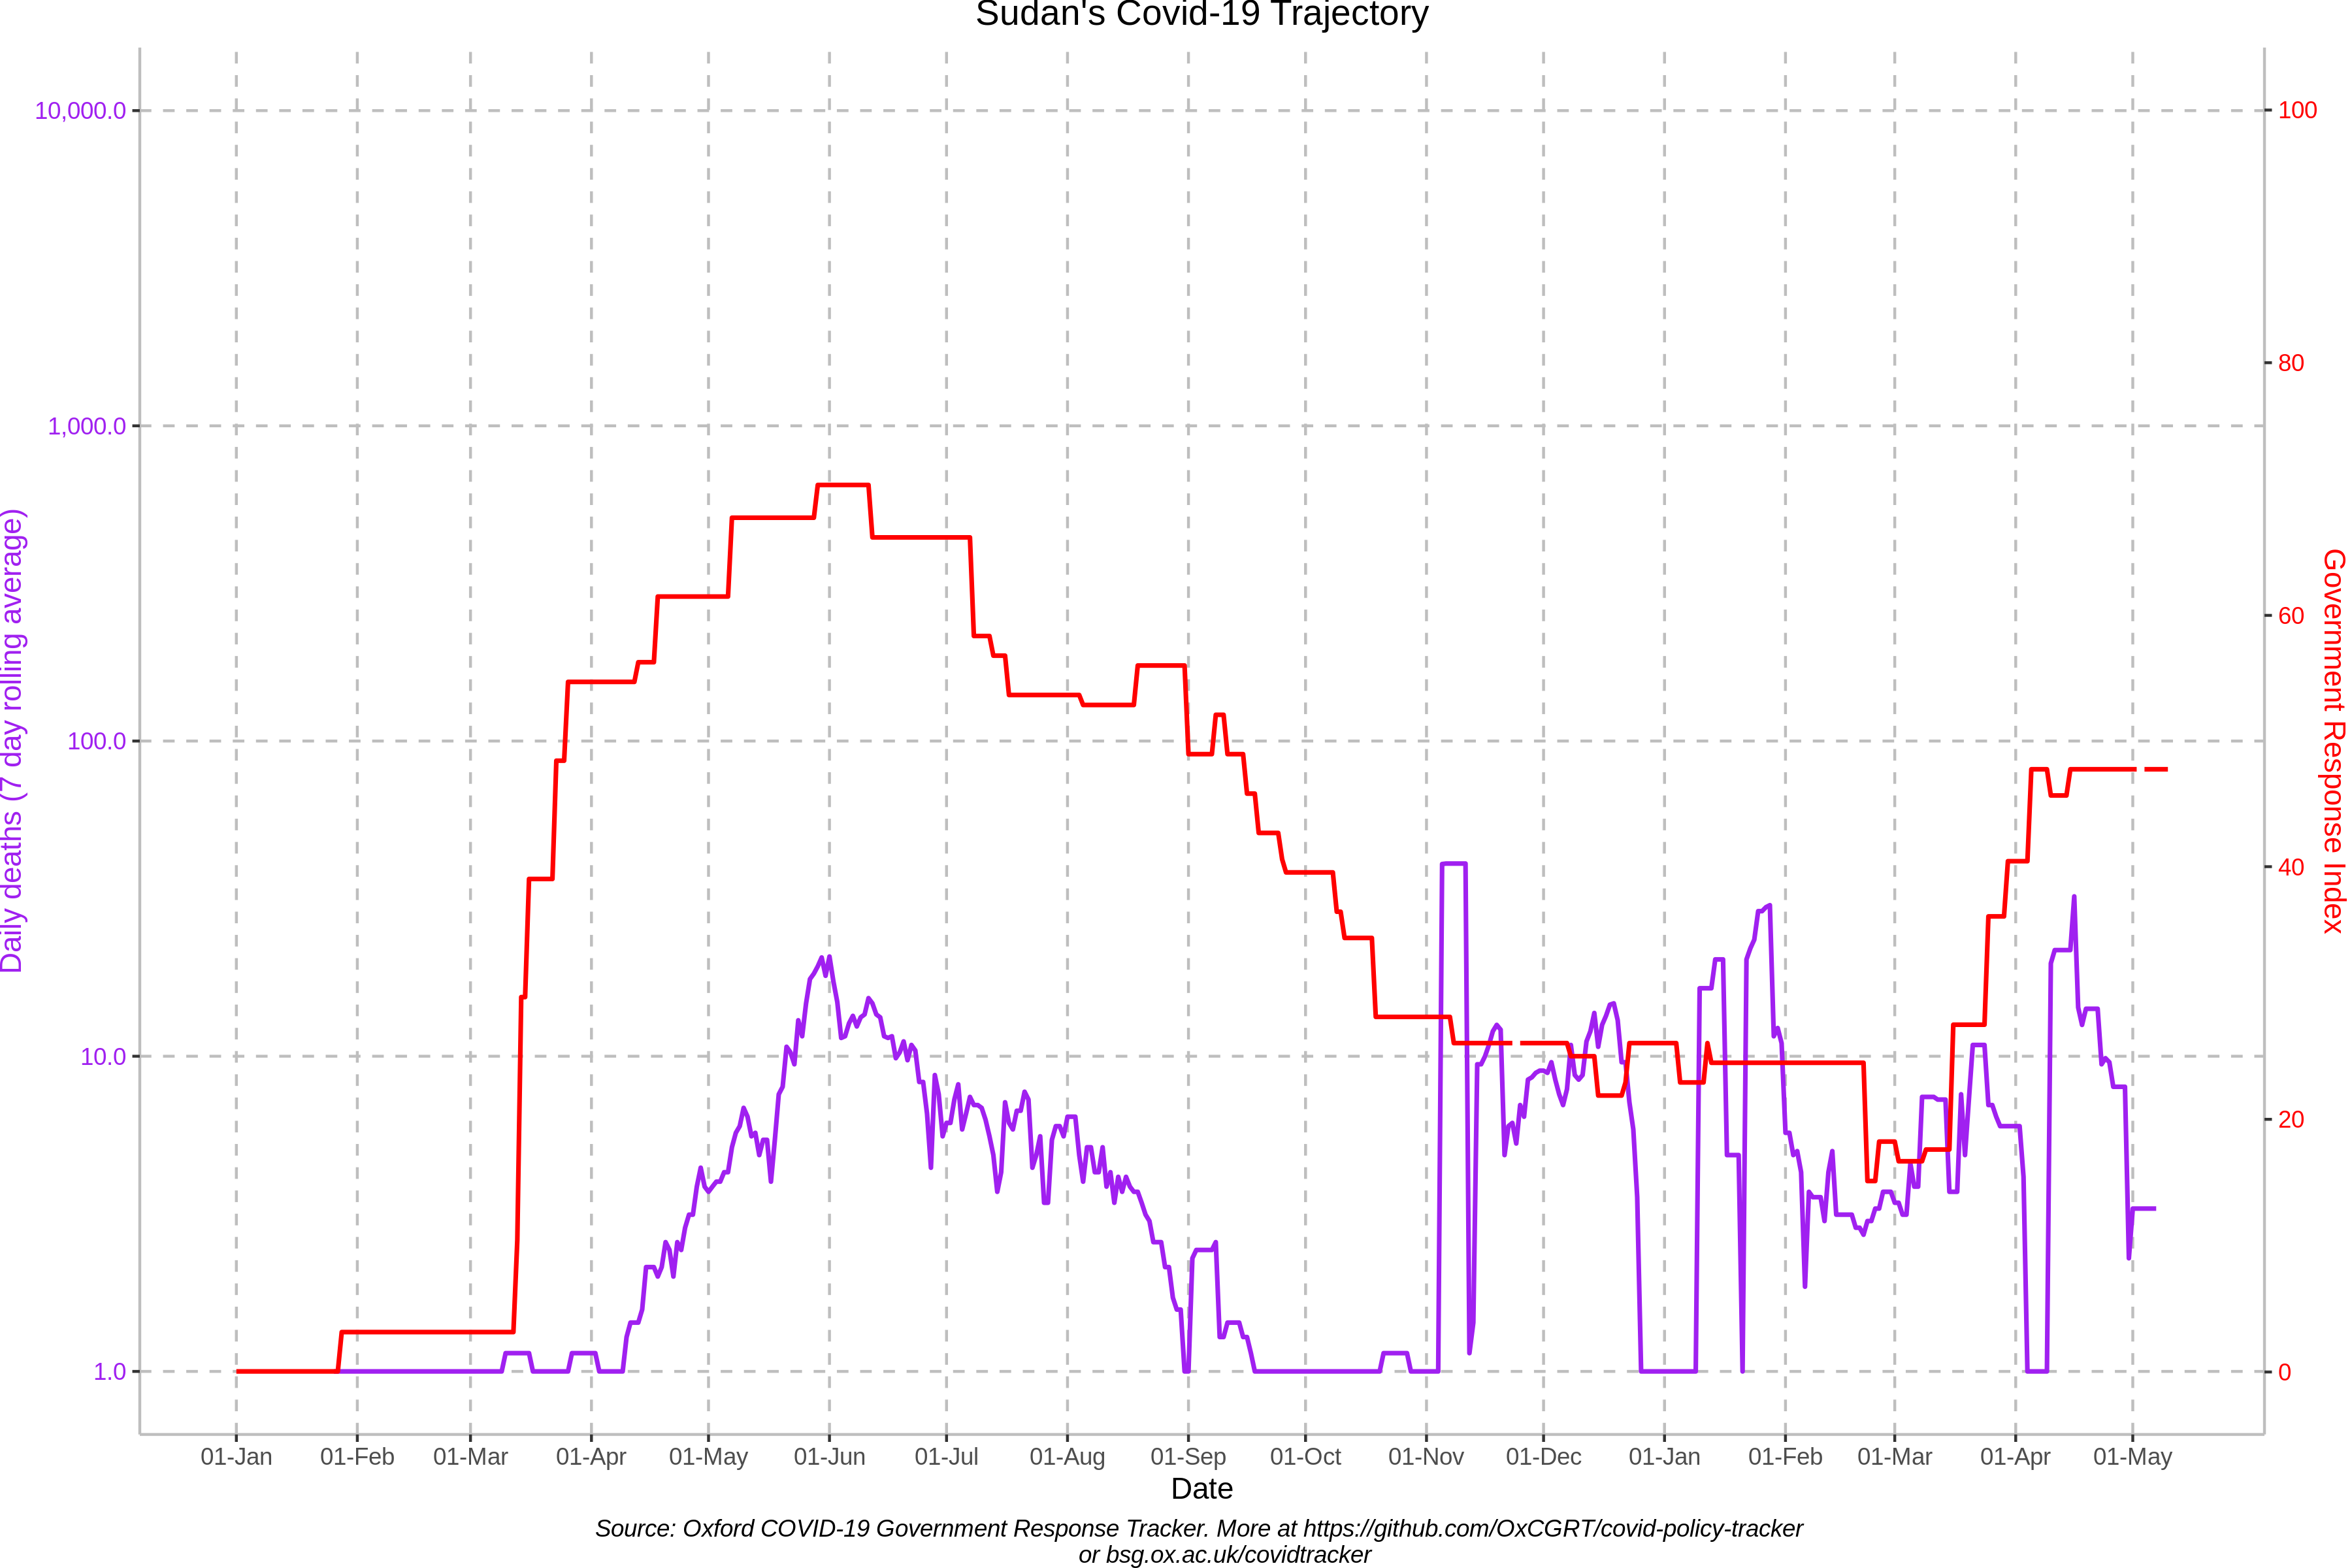 Sudan's Covid-19 Trajectory
10,000.0
1,000.0
100.0
10.0
1.0
Daily deaths (7 day rolling average)
100
80
60
40
20
0
Government Response Index
01-Jan 01-Feb 01-Mar 01-Apr 01-May 01-Jun 01-Jul 01-Aug 01-Sep 01-Oct 01-Nov 01-Dec 01-Jan 01-Feb 01-Mar 01-Apr 01-May
Date
Source: Oxford COVID-19 Government Response Tracker. More at https://github.com/OxCGRT/covid-policy-tracker
or bsg.ox.ac.uk/covidtracker